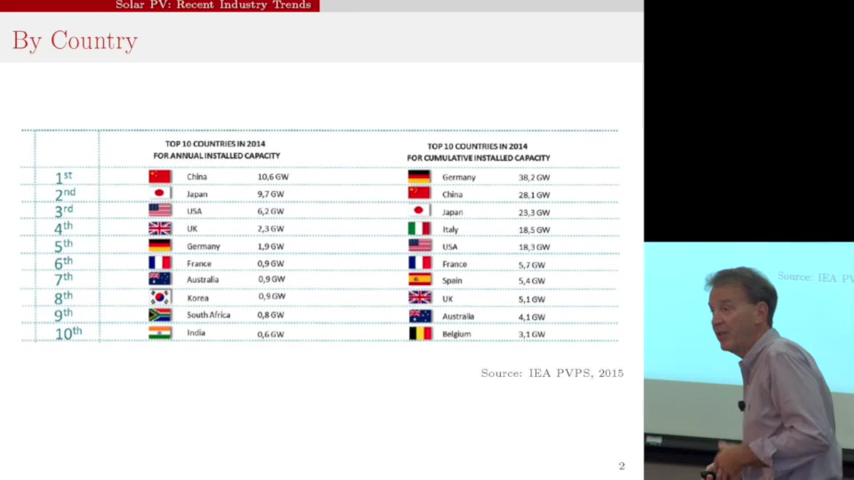 Solar PV: Recent Industry Trends
By Country
TOP 10 COUNTRIES IN 2014
FOR ANNUAL INSTALLED CAPACITY
TOP 10 COUNTRIES IN 2014
FOR CUMULATIVE INSTALLED CAPACITY
1st China 10,6 GW Germany 38,2 GW
2nd Japan 9,7 GW China 28,1 GW
3rd USA 6,2 GW Japan 23,3 GW
4th UK 2,3 GW Italy 18,5 GW
5th Germany 1,9 GW USA 18,3 GW
6th France 0,9 GW France 5,7 GW
7th Australia 0,9 GW Spain 5,4 GW
8th Korea 0,9 GW UK 5,1 GW
9th South Africa 0,8 GW Australia 4,1 GW
10th India 0,6 GW Belgium 3,1 GW
Source: IEA PVPS, 2015
2
Source: IEA PV